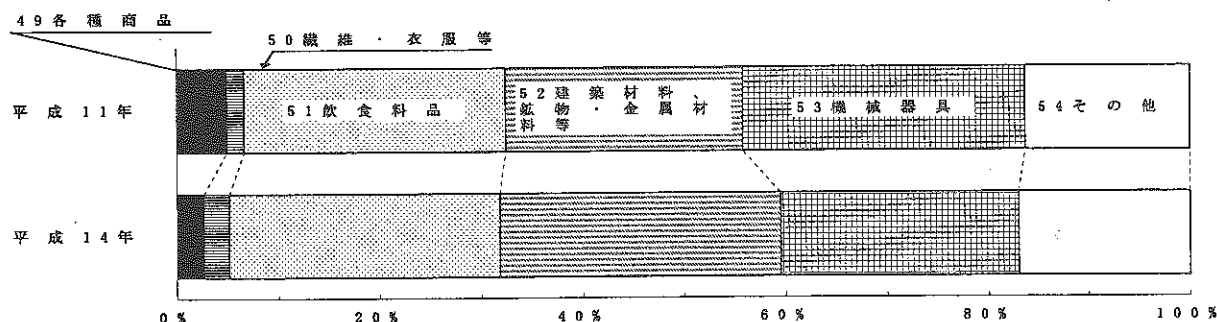 49各種商品
50繊維・衣服等
平成11年
51飲食料品
52建築材料、
鉱物・金属材
料等
53機械器具
54その他
平成14年
0% 20% 40% 60% 80% 100%